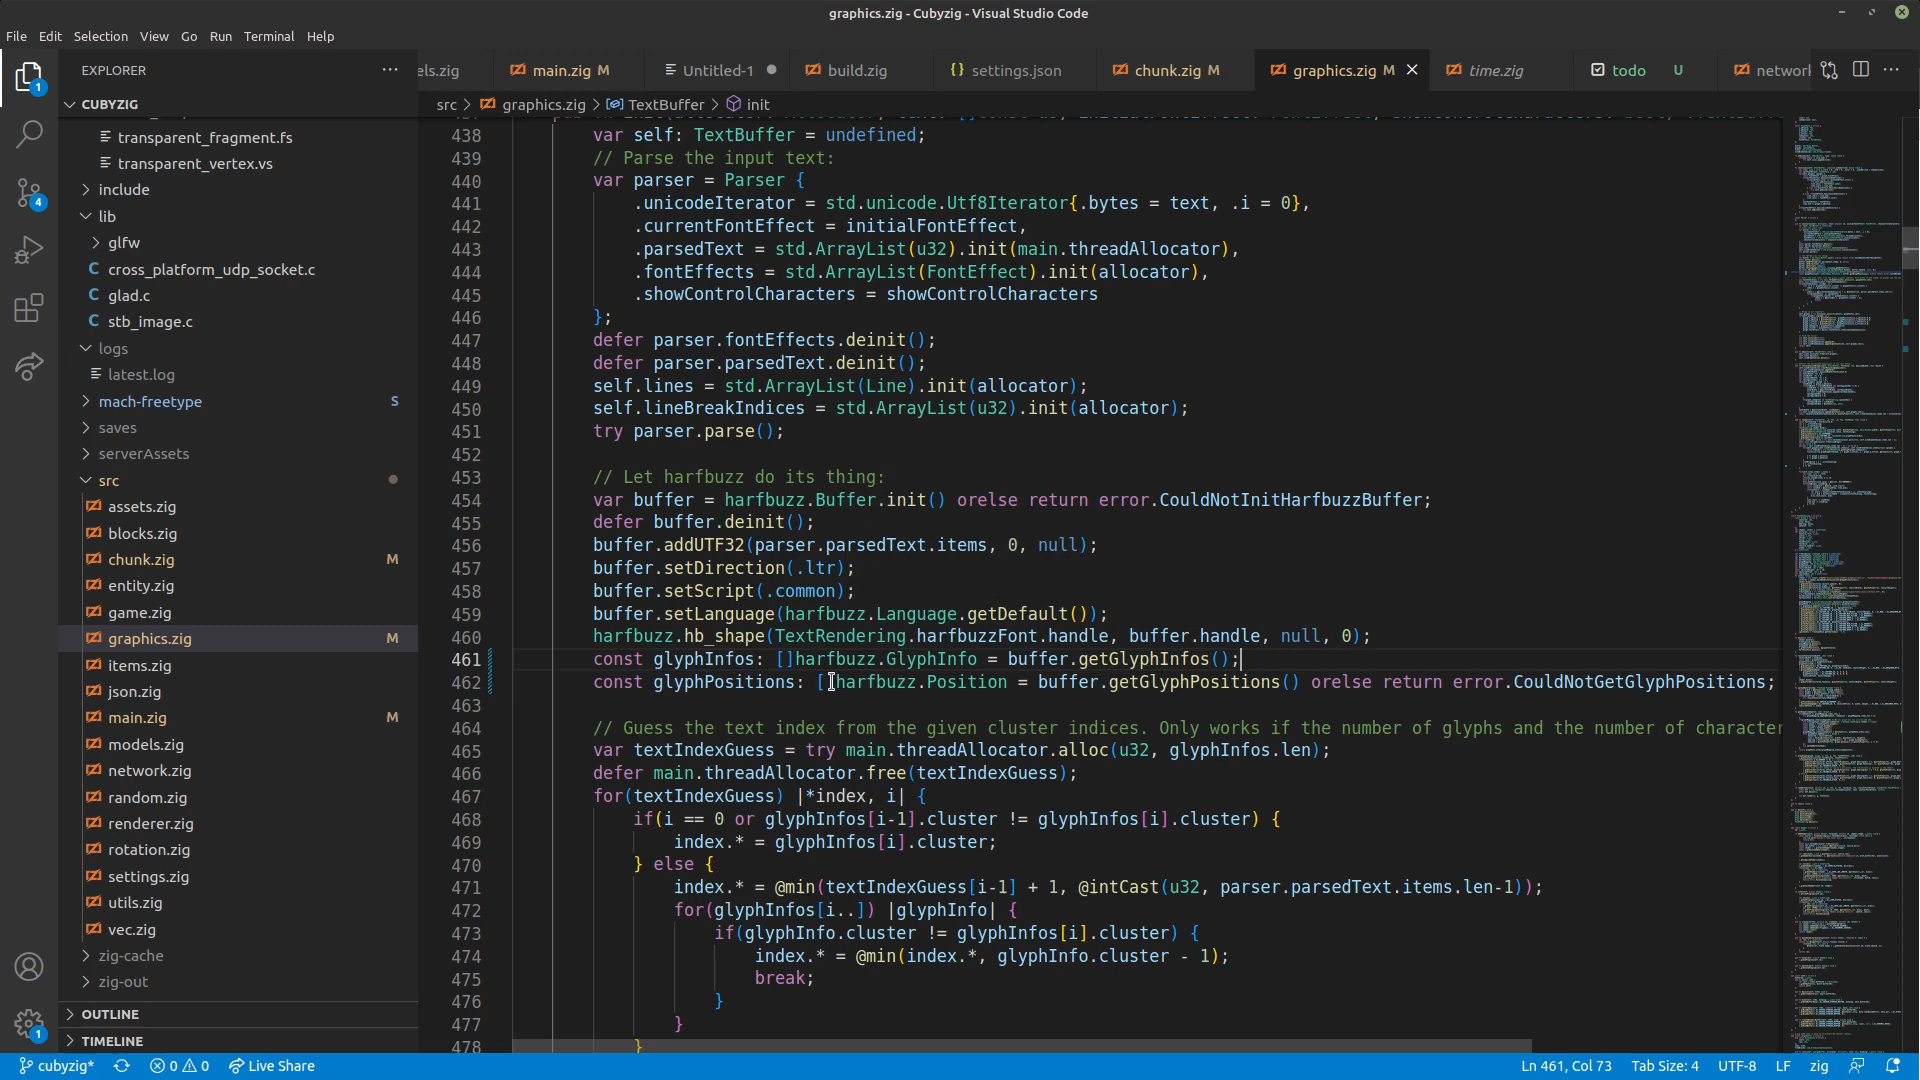 graphics.zig - Cubyzig - Visual Studio Code
File Edit Selection View Go Run Terminal Help
EXPLORER
els.zig
main.zig M
Untitled-1
build.zig
{} settings.json
chunk.zig M
graphics.zig M
time.zig
todo U
network
src > graphics.zig > TextBuffer > init
CUBYZIG
transparent_fragment.fs
transparent_vertex.vs
include
lib
glfw
C cross_platform_udp_socket.c
C glad.c
C stb_image.c
logs
latest.log
mach-freetype S
saves
serverAssets
src
assets.zig
blocks.zig
chunk.zig M
entity.zig
game.zig
graphics.zig M
items.zig
json.zig
main.zig M
models.zig
network.zig
random.zig
renderer.zig
rotation.zig
settings.zig
utils.zig
vec.zig
zig-cache
zig-out
OUTLINE
TIMELINE
1
4
1
438 var self: TextBuffer = undefined;
439 // Parse the input text:
440 var parser = Parser {
441 .unicodeIterator = std.unicode.Utf8Iterator{.bytes = text, .i = 0},
442 .currentFontEffect = initialFontEffect,
443 .parsedText = std.ArrayList(u32).init(main.threadAllocator),
444 .fontEffects = std.ArrayList(FontEffect).init(allocator),
445 .showControlCharacters = showControlCharacters
446 };
447 defer parser.fontEffects.deinit();
448 defer parser.parsedText.deinit();
449 self.lines = std.ArrayList(Line).init(allocator);
450 self.lineBreakIndices = std.ArrayList(u32).init(allocator);
451 try parser.parse();
452
453 // Let harfbuzz do its thing:
454 var buffer = harfbuzz.Buffer.init() orelse return error.CouldNotInitHarfbuzzBuffer;
455 defer buffer.deinit();
456 buffer.addUTF32(parser.parsedText.items, 0, null);
457 buffer.setDirection(.ltr);
458 buffer.setScript(.common);
459 buffer.setLanguage(harfbuzz.Language.getDefault());
460 harfbuzz.hb_shape(TextRendering.harfbuzzFont.handle, buffer.handle, null, 0);
461 const glyphInfos: []harfbuzz.GlyphInfo = buffer.getGlyphInfos();
462 const glyphPositions: []harfbuzz.Position = buffer.getGlyphPositions() orelse return error.CouldNotGetGlyphPositions;
463
464 // Guess the text index from the given cluster indices. Only works if the number of glyphs and the number of character
465 var textIndexGuess = try main.threadAllocator.alloc(u32, glyphInfos.len);
466 defer main.threadAllocator.free(textIndexGuess);
467 for(textIndexGuess) |*index, i| {
468 if(i == 0 or glyphInfos[i-1].cluster != glyphInfos[i].cluster) {
469 index.* = glyphInfos[i].cluster;
470 } else {
471 index.* = @min(textIndexGuess[i-1] + 1, @intCast(u32, parser.parsedText.items.len-1));
472 for(glyphInfos[i..]) |glyphInfo| {
473 if(glyphInfo.cluster != glyphInfos[i].cluster) {
474 index.* = @min(index.*, glyphInfo.cluster - 1);
475 break;
476 }
477 }
478 }
cubyzig* 0 0 Live Share
Ln 461, Col 73 Tab Size: 4 UTF-8 LF zig